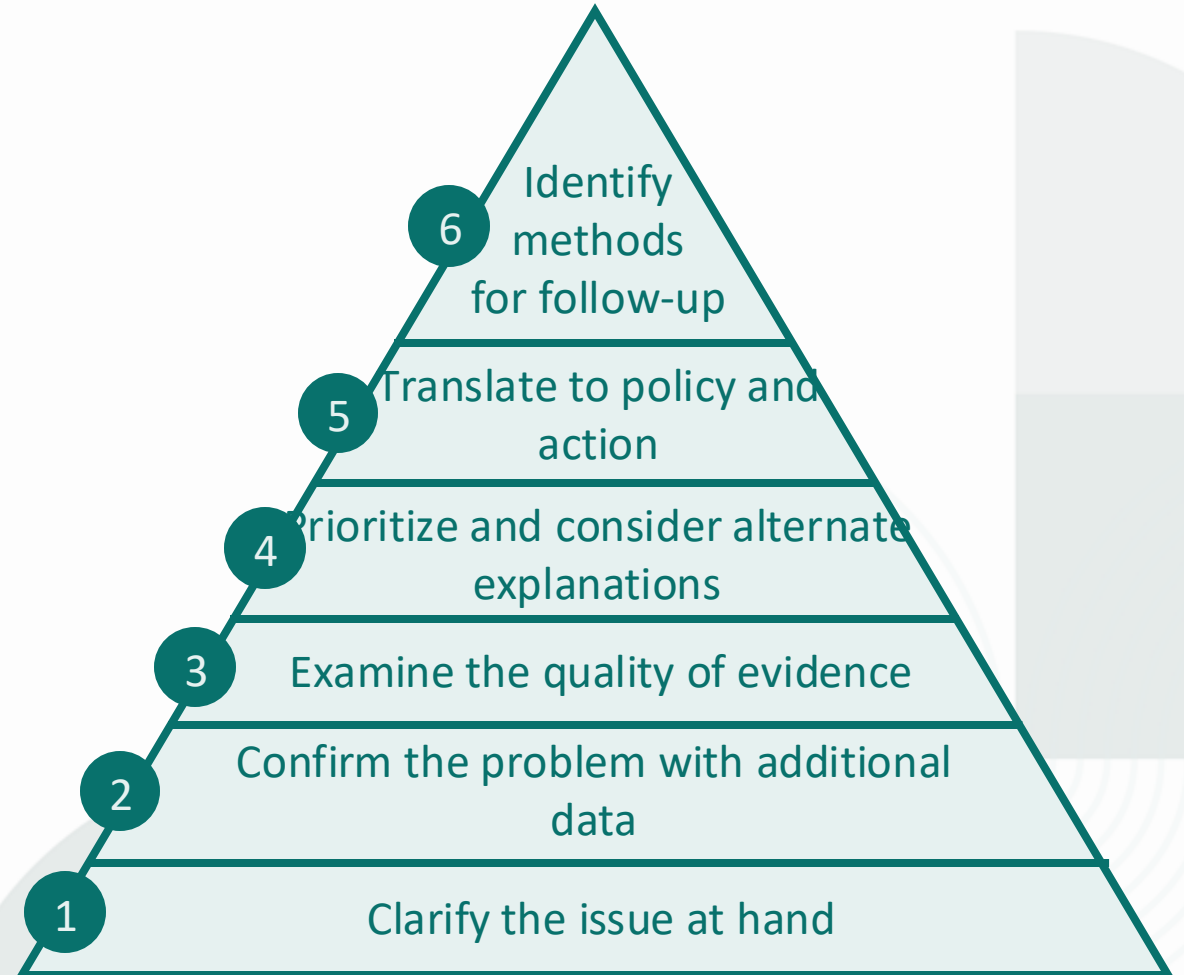 6
Identify
methods
for follow-up
5
Translate to policy and
action
4
Prioritize and consider alternate
explanations
3
Examine the quality of evidence
2
Confirm the problem with additional
data
1
Clarify the issue at hand